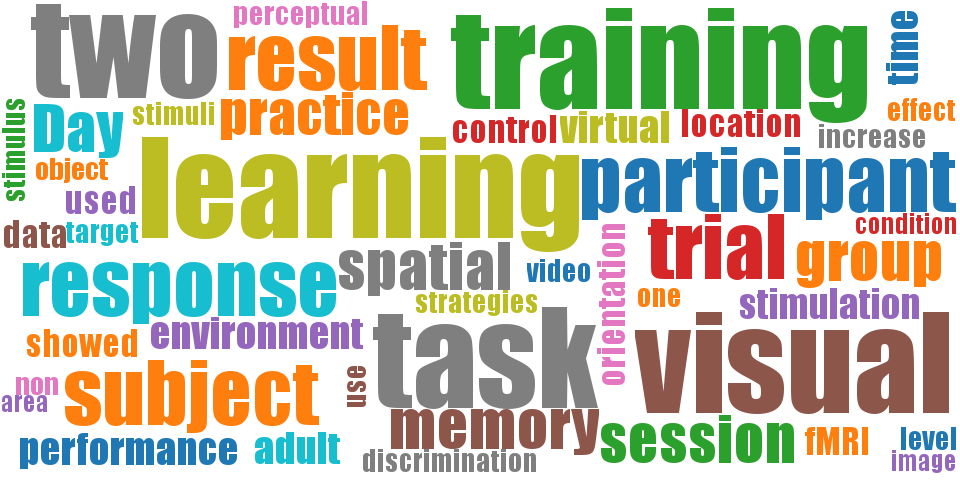 two
perceptual
result
training
time
stimulus
Day
stimuli
practice
control
virtual
location
effect
increase
object
used
learning
participant
data
target
response
spatial
video
strategies
orientation
trial
condition
group
one
stimulation
showed
environment
task
visual
non
area
subject
use
memory
session
performance
adult
discrimination
fMRI
level
image